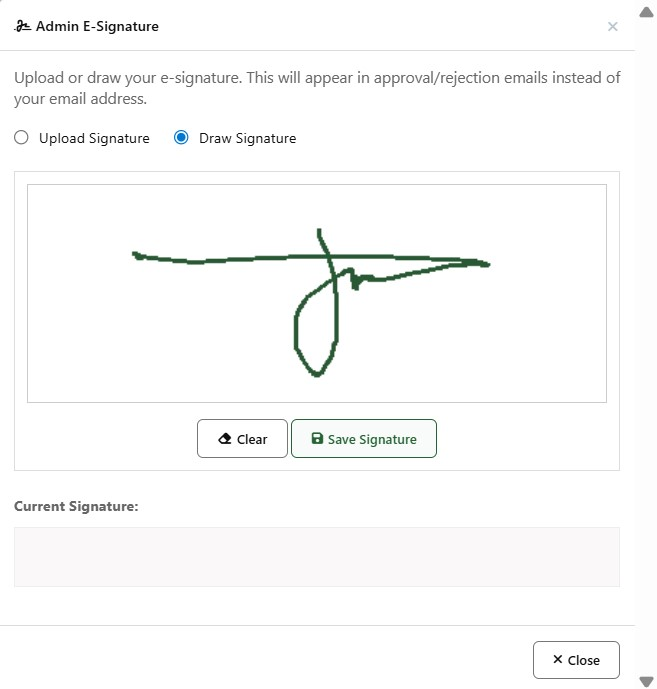 Admin E-Signature
Upload or draw your e-signature. This will appear in approval/rejection emails instead of
your email address.
Upload Signature
Draw Signature
Clear
Save Signature
Current Signature:
Close